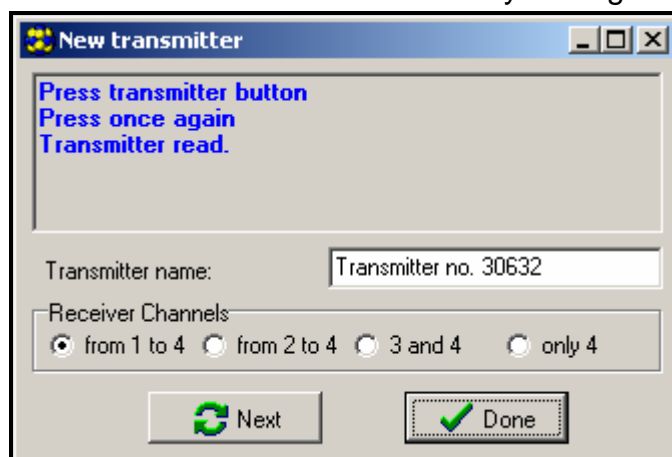 New transmitter
Press transmitter button
Press once again
Transmitter read.
Transmitter name: Transmitter no. 30632
Receiver Channels
from 1 to 4 from 2 to 4 3 and 4 only 4
Next Done